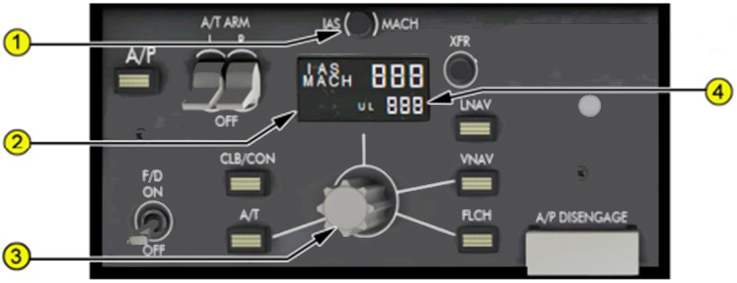 1
A/T ARM
L R
IAS MACH
A/P
XFR
IAS
MACH 888
UL 888
4
OFF
LNAV
2
CLB/CON
VNAV
F/D
ON
A/T
FLCH
A/P DISENGAGE
OFF
3